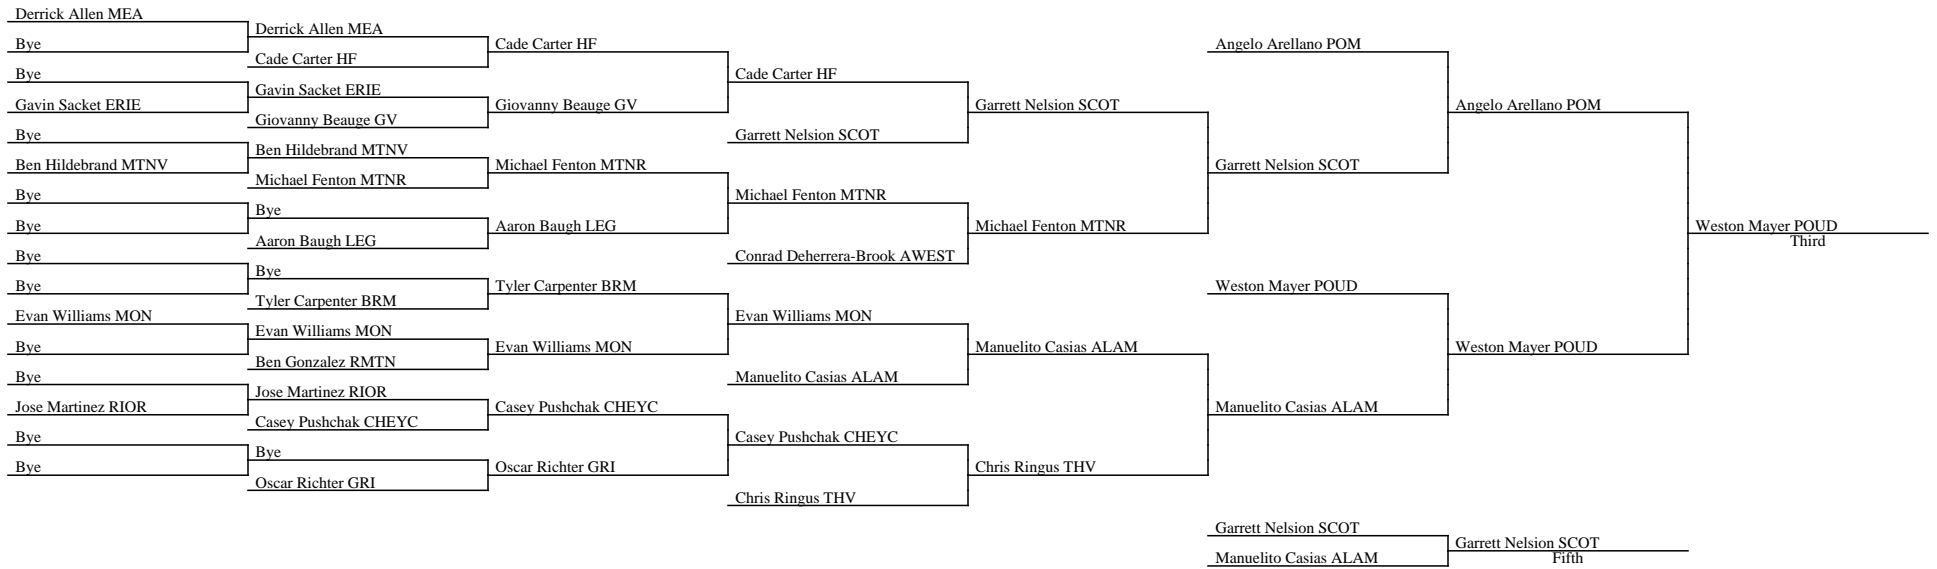 Derrick Allen MEA
Bye
Bye
Gavin Sacket ERIE
Bye
Ben Hildebrand MTNV
Bye
Bye
Bye
Bye
Evan Williams MON
Bye
Bye
Jose Martinez RIOR
Bye
Bye
Derrick Allen MEA
Cade Carter HF
Gavin Sacket ERIE
Giovanny Beauge GV
Ben Hildebrand MTNV
Michael Fenton MTNR
Bye
Aaron Baugh LEG
Bye
Tyler Carpenter BRM
Evan Williams MON
Ben Gonzalez RMTN
Jose Martinez RIOR
Casey Pushchak CHEYC
Bye
Oscar Richter GRI
Cade Carter HF
Giovanny Beauge GV
Michael Fenton MTNR
Aaron Baugh LEG
Tyler Carpenter BRM
Evan Williams MON
Casey Pushchak CHEYC
Oscar Richter GRI
Cade Carter HF
Garrett Nelsion SCOT
Michael Fenton MTNR
Conrad Deherrera-Brook AWEST
Evan Williams MON
Manuelito Casias ALAM
Casey Pushchak CHEYC
Chris Ringus THV
Garrett Nelsion SCOT
Michael Fenton MTNR
Manuelito Casias ALAM
Chris Ringus THV
Angelo Arellano POM
Garrett Nelsion SCOT
Weston Mayer POUD
Manuelito Casias ALAM
Angelo Arellano POM
Weston Mayer POUD
Weston Mayer POUD
Third
Garrett Nelsion SCOT
Manuelito Casias ALAM
Garrett Nelsion SCOT
Fifth